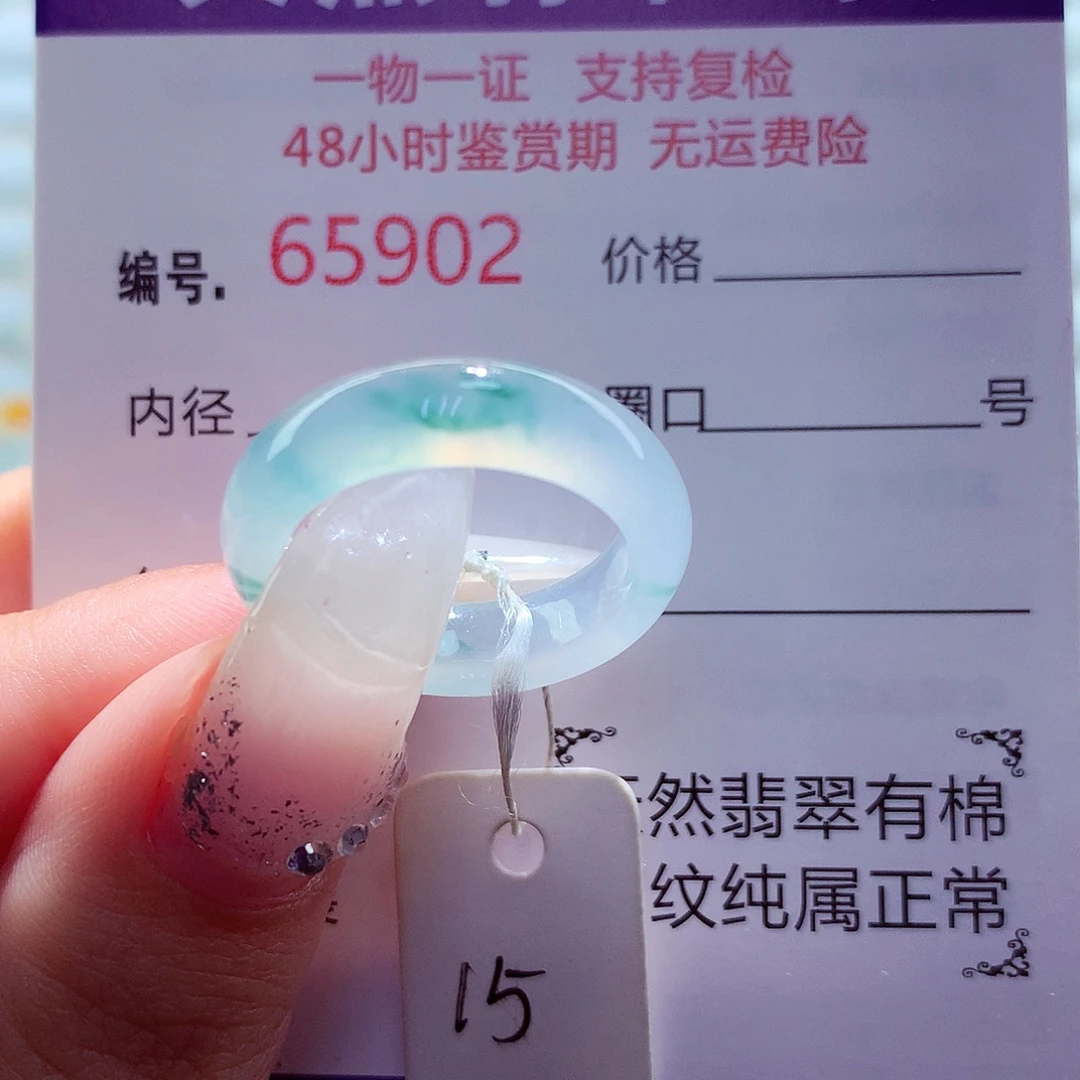 一物一证 支持复检
48小时鉴赏期 无运费险
编号. 65902 价格
内径 圈口 号
然翡翠有棉
纹纯属正常
15